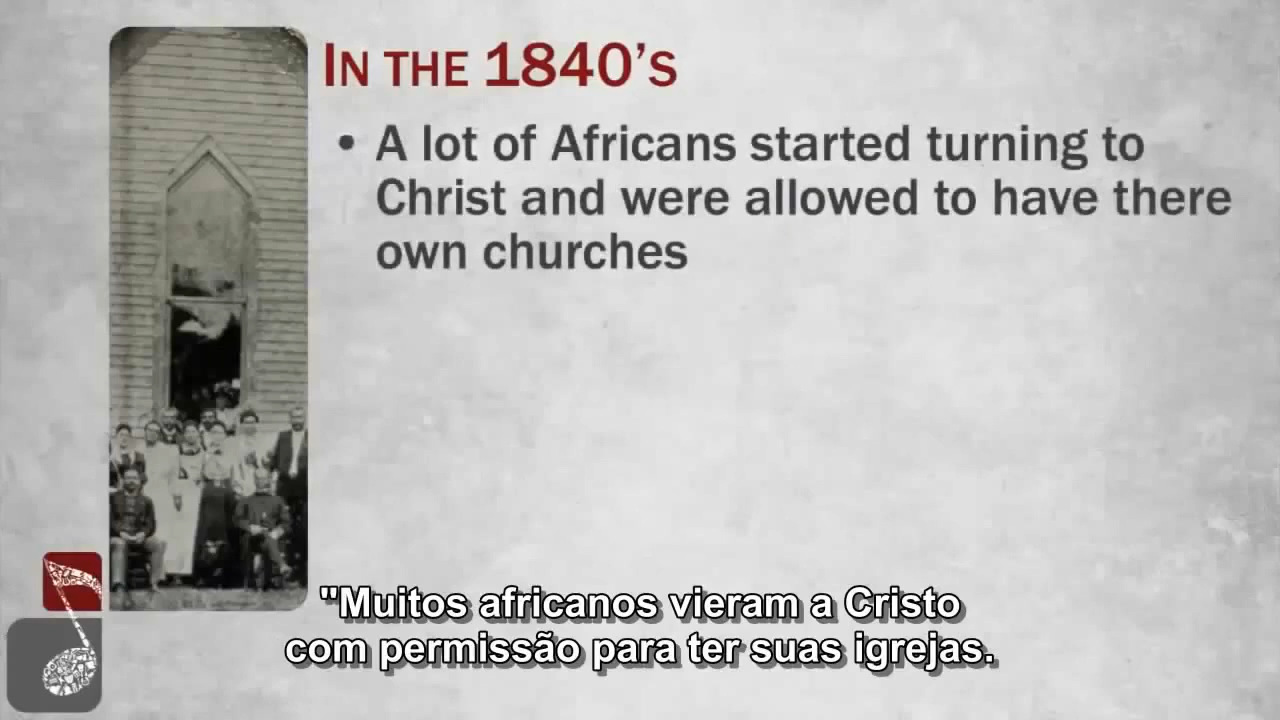 IN THE 1840'S
• A lot of Africans started turning to
Christ and were allowed to have there
own churches
"Muitos africanos vieram a Cristo
com permissão para ter suas igrejas.